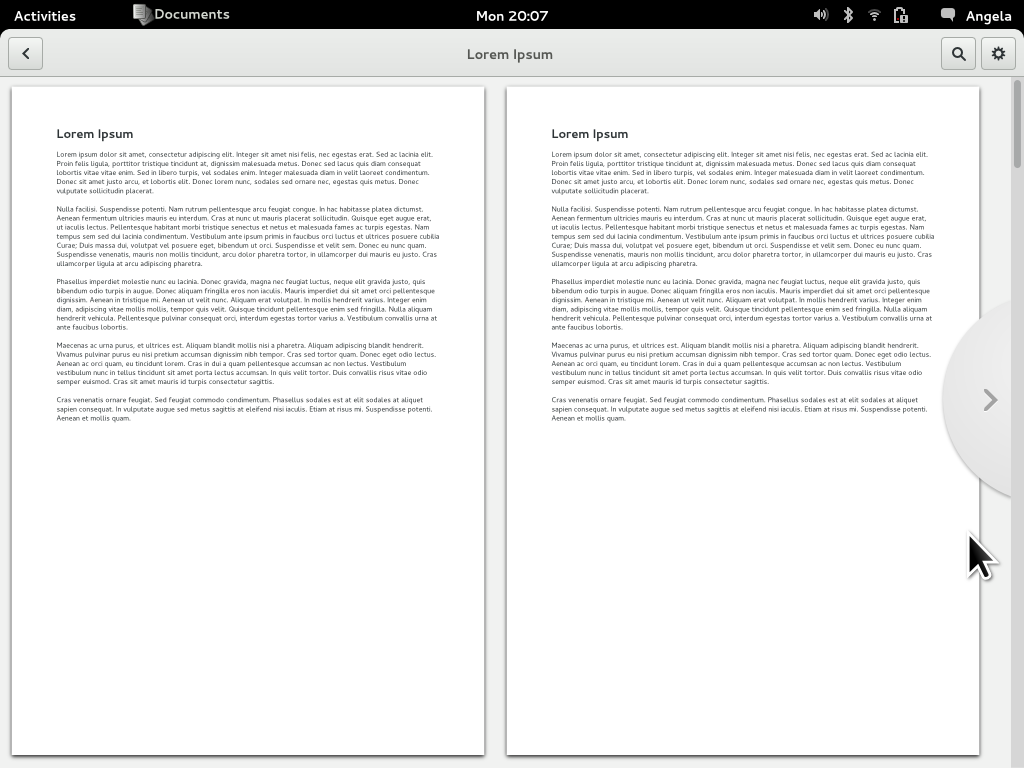 Activities Documents Mon 20:07 Angela
Lorem Ipsum
Lorem Ipsum
Lorem ipsum dolor sit amet, consectetur adipiscing elit. Integer sit amet nisi felis, nec egestas erat. Sed ac lacinia elit.
Proin felis ligula, porttitor tristique tincidunt at, dignissim malesuada metus. Donec sed lacus quis diam consequat
lobortis vitae vitae enim. Sed in libero turpis, vel sodales enim. Integer malesuada diam in velit laoreet condimentum.
Donec sit amet justo arcu, et lobortis elit. Donec lorem nunc, sodales sed ornare nec, egestas quis metus. Donec
vulputate sollicitudin placerat.
Nulla facilisi. Suspendisse potenti. Nam rutrum pellentesque arcu feugiat congue. In hac habitasse platea dictumst.
Aenean fermentum ultricies mauris eu interdum. Cras at nunc ut mauris placerat sollicitudin. Quisque eget augue erat,
ut iaculis lectus. Pellentesque habitant morbi tristique senectus et netus et malesuada fames ac turpis egestas. Nam
tempus sem sed dui lacinia condimentum. Vestibulum ante ipsum primis in faucibus orci luctus et ultrices posuere cubilia
Curae; Duis massa dui, volutpat vel posuere eget, bibendum ut orci. Suspendisse et velit sem. Donec eu nunc quam.
Suspendisse venenatis, mauris non mollis tincidunt, arcu dolor pharetra tortor, in ullamcorper dui mauris eu justo. Cras
ullamcorper ligula at arcu adipiscing pharetra.
Phasellus imperdiet molestie nunc eu lacinia. Donec gravida, magna nec feugiat luctus, neque elit gravida justo, quis
bibendum odio turpis in augue. Donec aliquam fringilla eros non iaculis. Mauris imperdiet dui sit amet orci pellentesque
dignissim. Aenean in tristique mi. Aenean ut velit nunc. Aliquam erat volutpat. In mollis hendrerit varius. Integer enim
diam, adipiscing vitae mollis mollis, tempor quis velit. Quisque tincidunt pellentesque enim sed fringilla. Nulla aliquam
hendrerit vehicula. Pellentesque pulvinar consequat orci, interdum egestas tortor varius a. Vestibulum convallis urna at
ante faucibus lobortis.
Maecenas ac urna purus, et ultrices est. Aliquam blandit mollis nisi a pharetra. Aliquam adipiscing blandit hendrerit.
Vivamus pulvinar purus eu nisi pretium accumsan dignissim nibh tempor. Cras sed tortor quam. Donec eget odio lectus.
Aenean ac orci quam, eu tincidunt lorem. Cras in dui a quam pellentesque accumsan ac non lectus. Vestibulum
vestibulum nunc in tellus tincidunt sit amet porta lectus accumsan. In quis velit tortor. Duis convallis risus vitae odio
semper euismod. Cras sit amet mauris id turpis consectetur sagittis.
Cras venenatis ornare feugiat. Sed feugiat commodo condimentum. Phasellus sodales est at elit sodales at aliquet
sapien consequat. In vulputate augue sed metus sagittis at eleifend nisi iaculis. Etiam at risus mi. Suspendisse potenti.
Aenean et mollis quam.
Lorem Ipsum
Lorem ipsum dolor sit amet, consectetur adipiscing elit. Integer sit amet nisi felis, nec egestas erat. Sed ac lacinia elit.
Proin felis ligula, porttitor tristique tincidunt at, dignissim malesuada metus. Donec sed lacus quis diam consequat
lobortis vitae vitae enim. Sed in libero turpis, vel sodales enim. Integer malesuada diam in velit laoreet condimentum.
Donec sit amet justo arcu, et lobortis elit. Donec lorem nunc, sodales sed ornare nec, egestas quis metus. Donec
vulputate sollicitudin placerat.
Nulla facilisi. Suspendisse potenti. Nam rutrum pellentesque arcu feugiat congue. In hac habitasse platea dictumst.
Aenean fermentum ultricies mauris eu interdum. Cras at nunc ut mauris placerat sollicitudin. Quisque eget augue erat,
ut iaculis lectus. Pellentesque habitant morbi tristique senectus et netus et malesuada fames ac turpis egestas. Nam
tempus sem sed dui lacinia condimentum. Vestibulum ante ipsum primis in faucibus orci luctus et ultrices posuere cubilia
Curae; Duis massa dui, volutpat vel posuere eget, bibendum ut orci. Suspendisse et velit sem. Donec eu nunc quam.
Suspendisse venenatis, mauris non mollis tincidunt, arcu dolor pharetra tortor, in ullamcorper dui mauris eu justo. Cras
ullamcorper ligula at arcu adipiscing pharetra.
Phasellus imperdiet molestie nunc eu lacinia. Donec gravida, magna nec feugiat luctus, neque elit gravida justo, quis
bibendum odio turpis in augue. Donec aliquam fringilla eros non iaculis. Mauris imperdiet dui sit amet orci pellentesque
dignissim. Aenean in tristique mi. Aenean ut velit nunc. Aliquam erat volutpat. In mollis hendrerit varius. Integer enim
diam, adipiscing vitae mollis mollis, tempor quis velit. Quisque tincidunt pellentesque enim sed fringilla. Nulla aliquam
hendrerit vehicula. Pellentesque pulvinar consequat orci, interdum egestas tortor varius a. Vestibulum convallis urna at
ante faucibus lobortis.
Maecenas ac urna purus, et ultrices est. Aliquam blandit mollis nisi a pharetra. Aliquam adipiscing blandit hendrerit.
Vivamus pulvinar purus eu nisi pretium accumsan dignissim nibh tempor. Cras sed tortor quam. Donec eget odio lectus.
Aenean ac orci quam, eu tincidunt lorem. Cras in dui a quam pellentesque accumsan ac non lectus. Vestibulum
vestibulum nunc in tellus tincidunt sit amet porta lectus accumsan. In quis velit tortor. Duis convallis risus vitae odio
semper euismod. Cras sit amet mauris id turpis consectetur sagittis.
Cras venenatis ornare feugiat. Sed feugiat commodo condimentum. Phasellus sodales est at elit sodales at aliquet
sapien consequat. In vulputate augue sed metus sagittis at eleifend nisi iaculis. Etiam at risus mi. Suspendisse potenti.
Aenean et mollis quam.